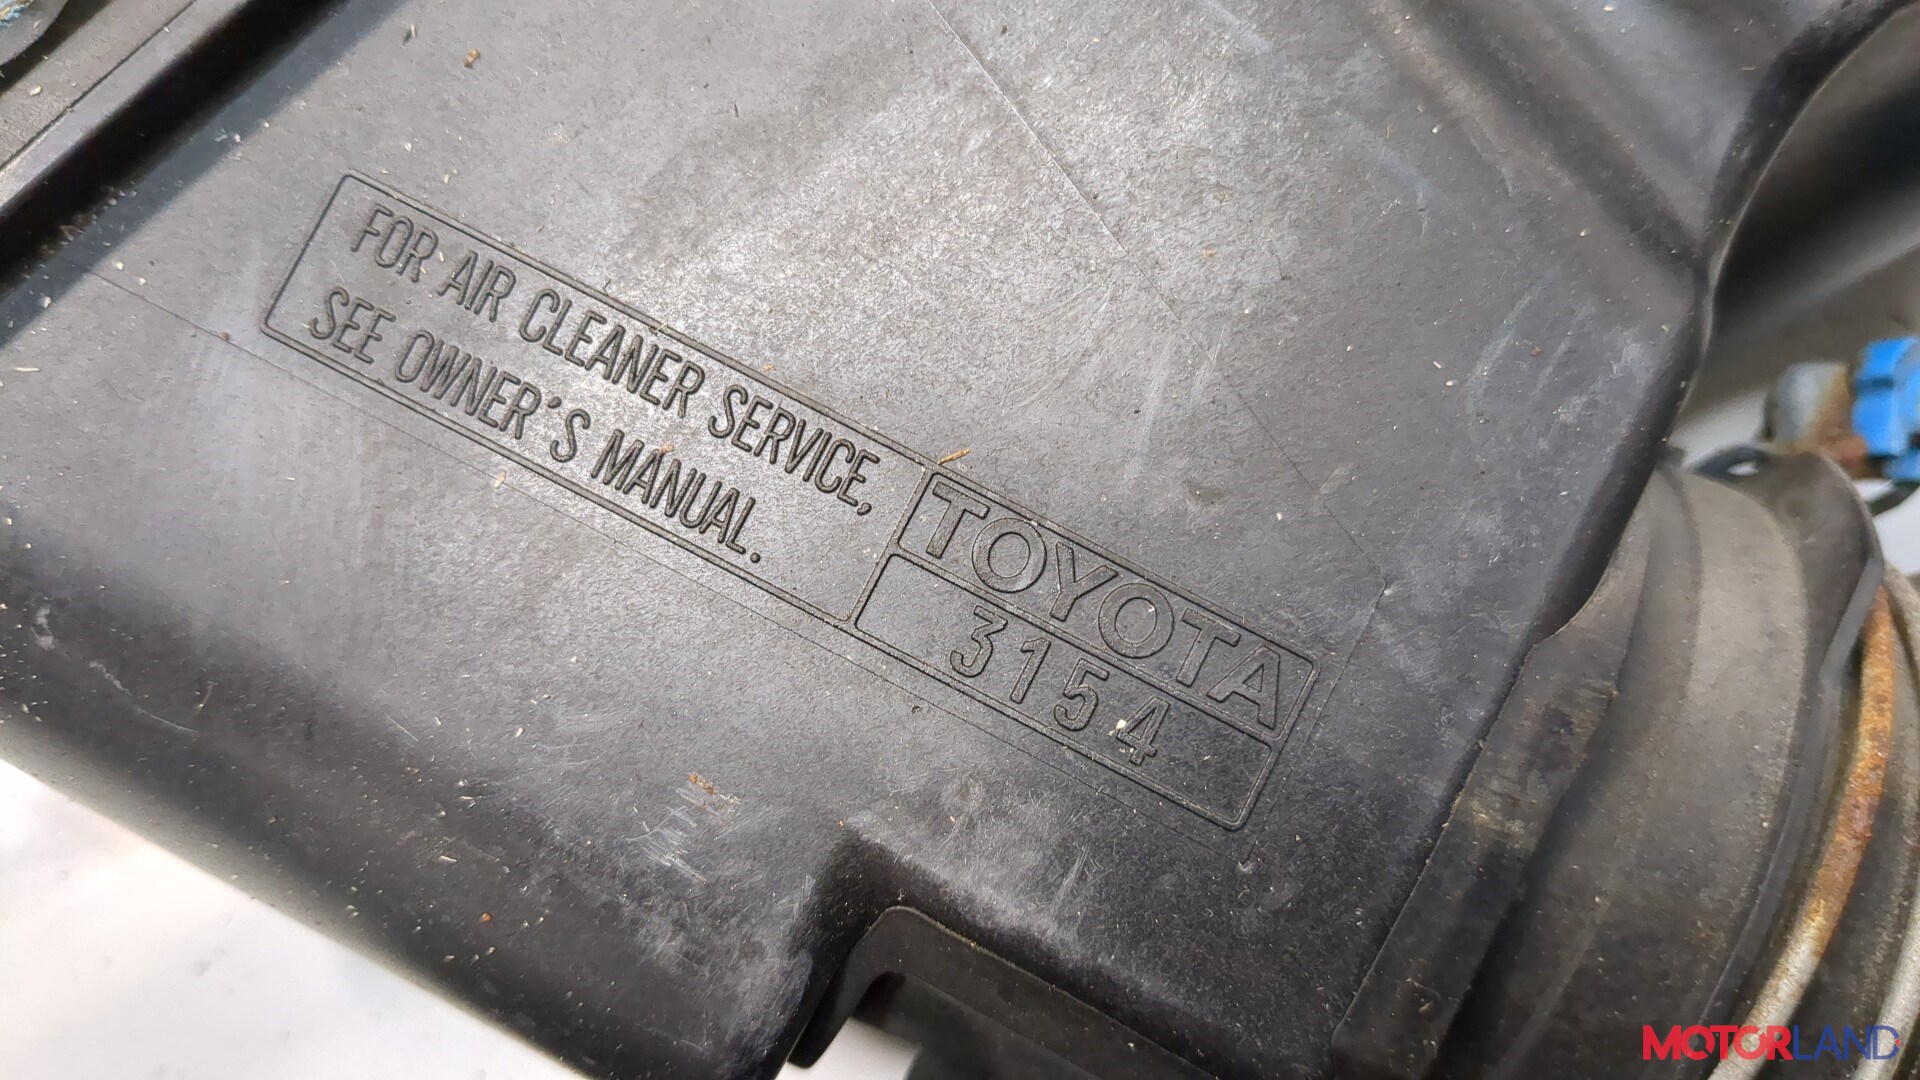 FOR AIR CLEANER SERVICE,
SEE OWNER'S MANUAL.
TOYOTA
3154
MOTORLAND